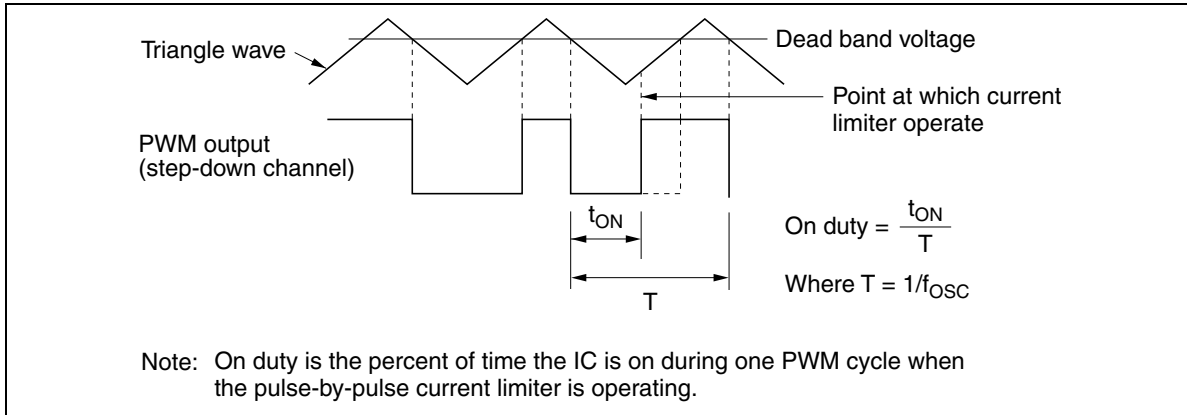 Triangle wave
Dead band voltage
Point at which current
limiter operate
PWM output
(step-down channel)
tON
T
On duty = tON
T
Where T = 1/fOSC
Note: On duty is the percent of time the IC is on during one PWM cycle when
the pulse-by-pulse current limiter is operating.